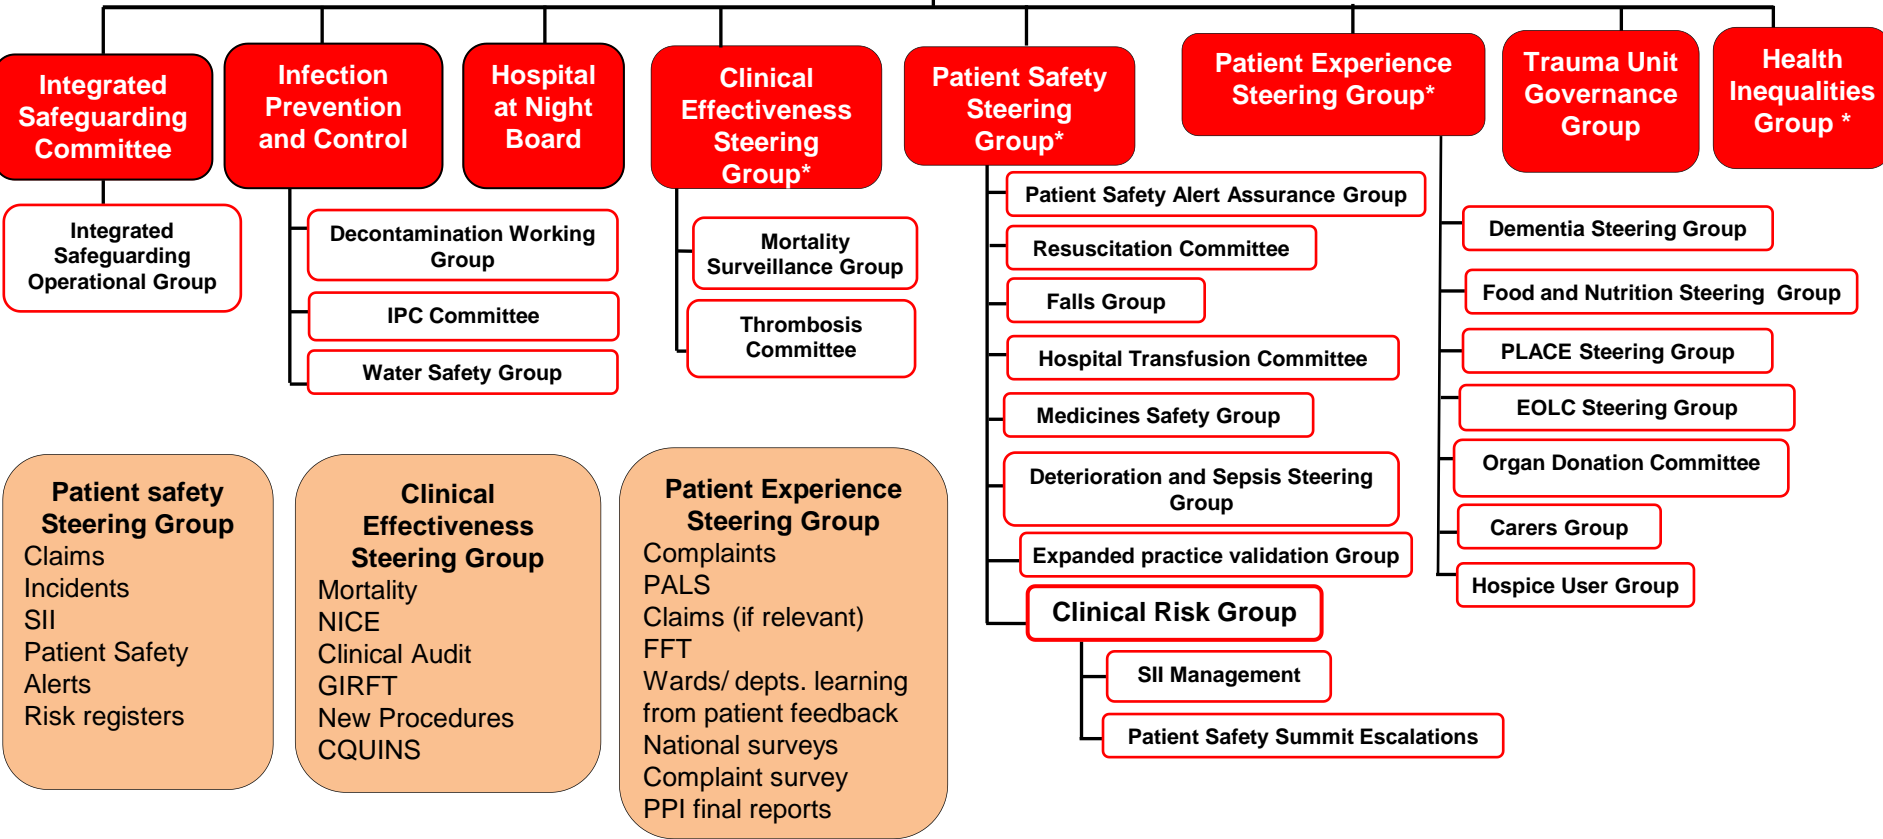 Integrated
Safeguarding
Committee
Infection
Prevention
and Control
Hospital
at Night
Board
Clinical
Effectiveness
Steering
Group*
Patient Safety
Steering
Group*
Patient Experience
Steering Group*
Trauma Unit
Governance
Group
Health
Inequalities
Group *
Integrated
Safeguarding
Operational Group
Decontamination Working
Group
IPC Committee
Water Safety Group
Mortality
Surveillance Group
Thrombosis
Committee
Patient Safety Alert Assurance Group
Resuscitation Committee
Falls Group
Hospital Transfusion Committee
Medicines Safety Group
Deterioration and Sepsis Steering
Group
Expanded practice validation Group
Clinical Risk Group
SII Management
Patient Safety Summit Escalations
Dementia Steering Group
Food and Nutrition Steering Group
PLACE Steering Group
EOLC Steering Group
Organ Donation Committee
Carers Group
Hospice User Group
Patient safety
Steering Group
Claims
Incidents
SII
Patient Safety
Alerts
Risk registers
Clinical
Effectiveness
Steering Group
Mortality
NICE
Clinical Audit
GIRFT
New Procedures
CQUINS
Patient Experience
Steering Group
Complaints
PALS
Claims (if relevant)
FFT
Wards/ depts. learning
from patient feedback
National surveys
Complaint survey
PPI final reports